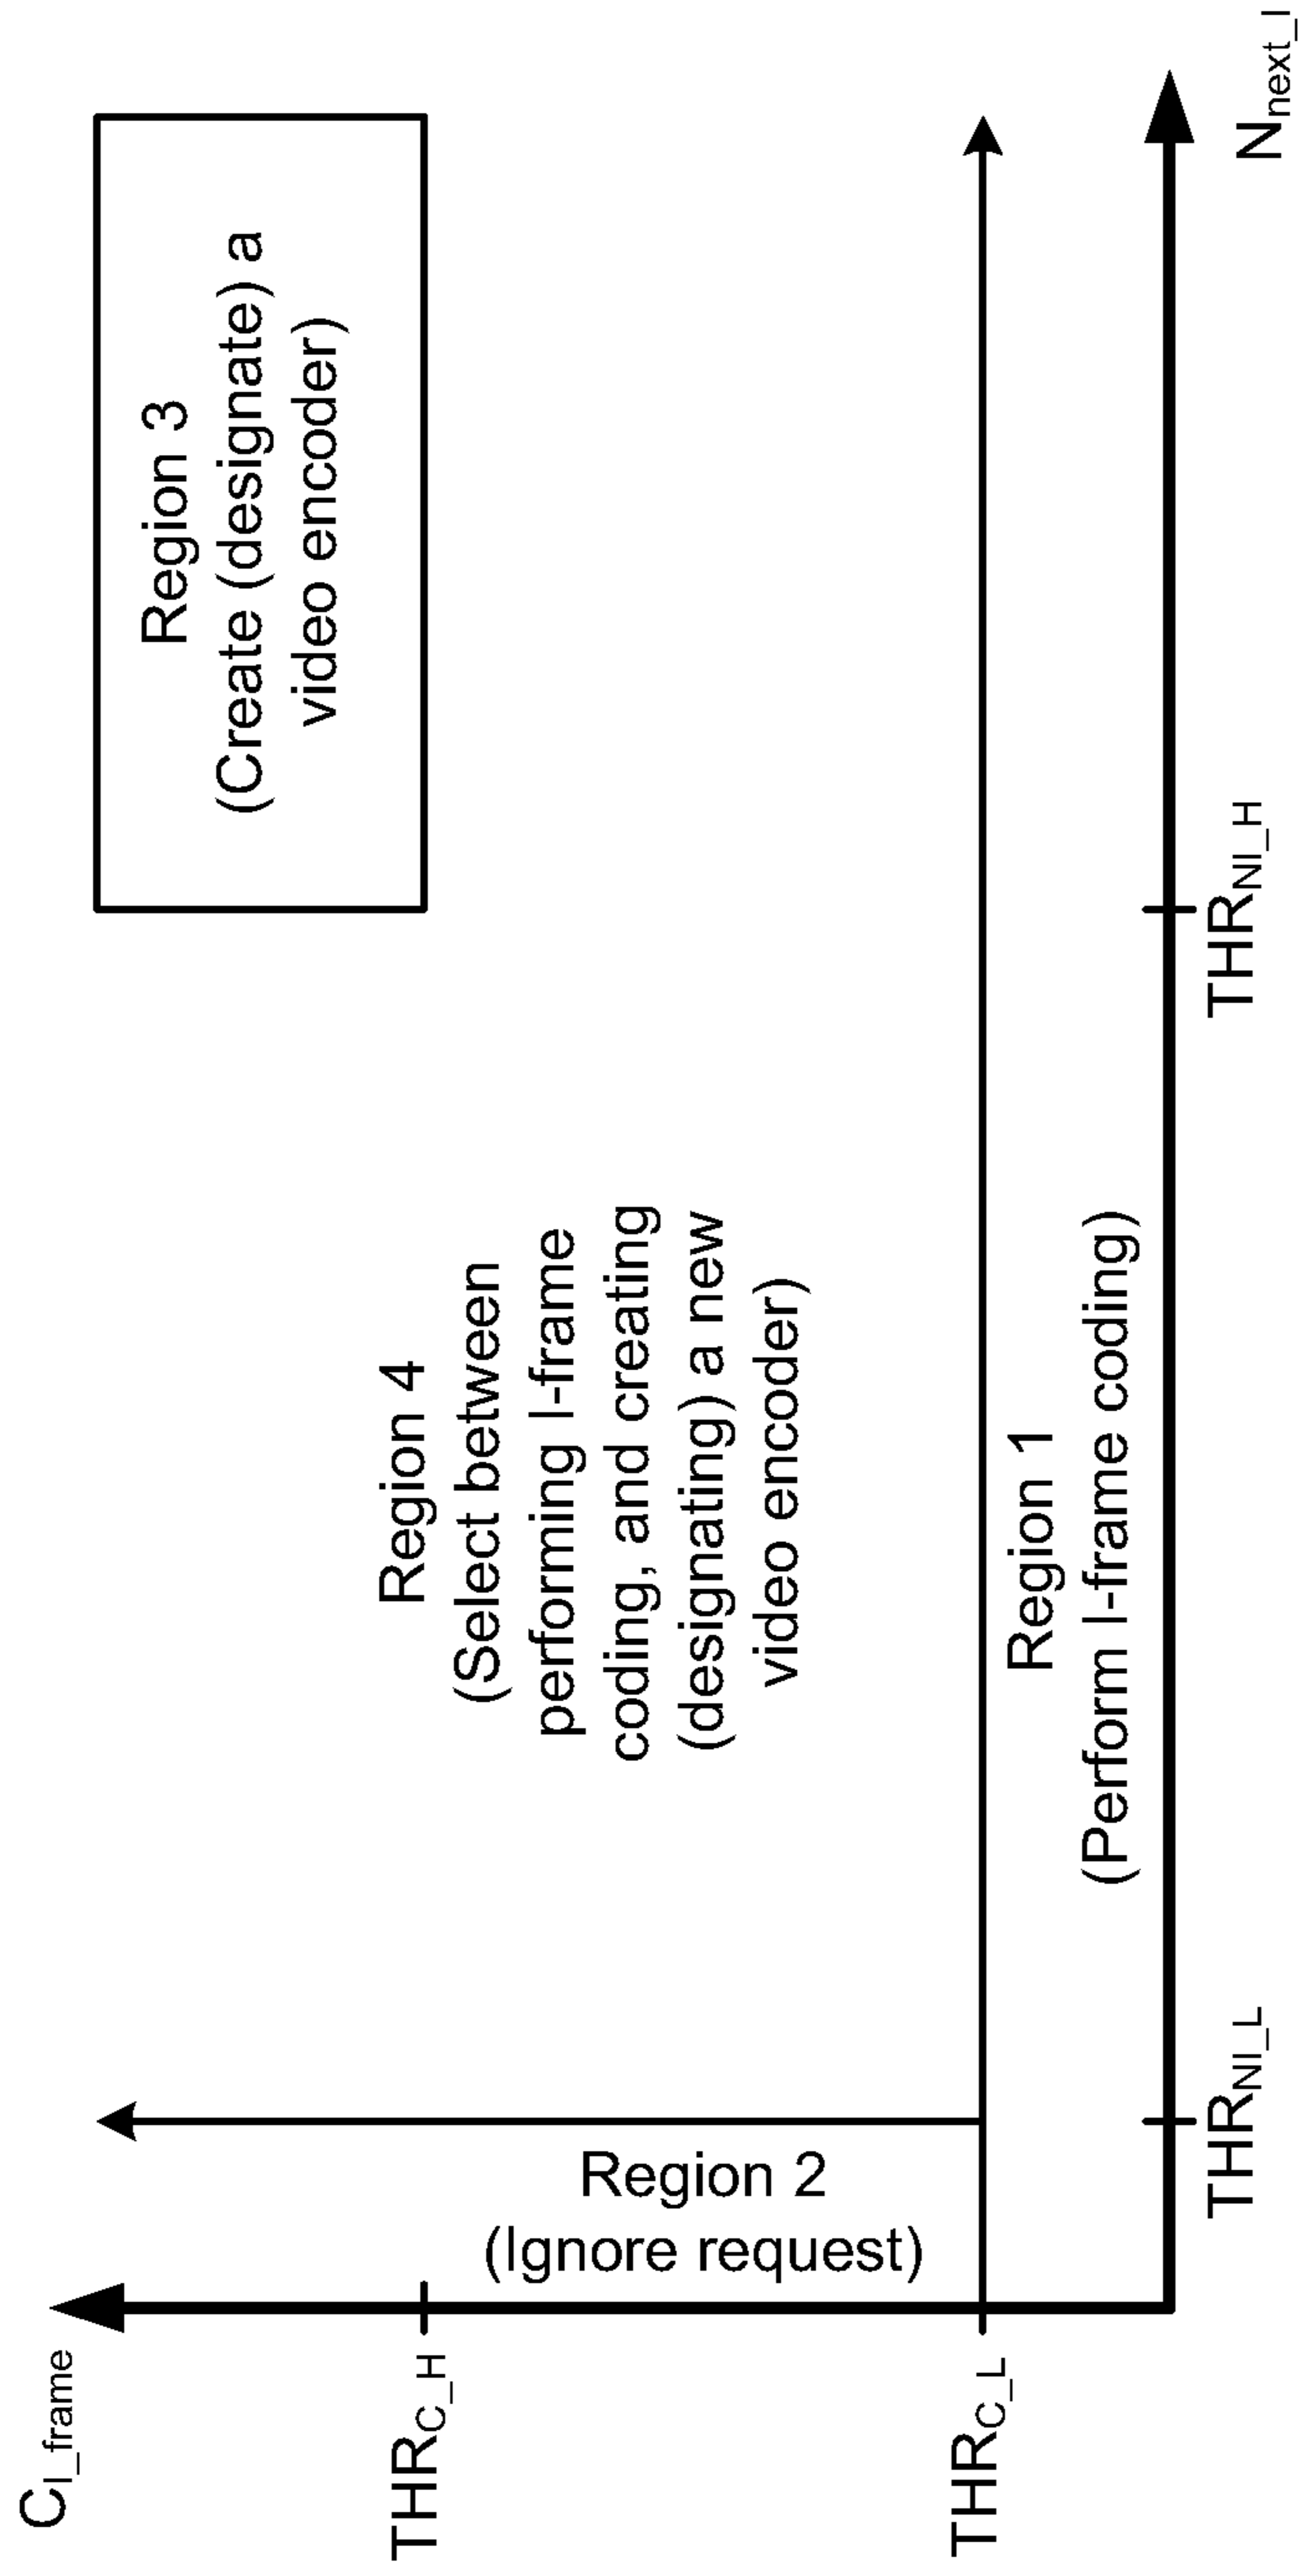 C_I_frame
THR_C_H
THR_C_L
Region 3
(Create (designate) a
video encoder)
Region 4
(Select between
performing I-frame
coding, and creating
(designating) a new
video encoder)
Region 2
(Ignore request)
Region 1
(Perform I-frame coding)
THR_NI_L
THR_NI_H
N_next_I